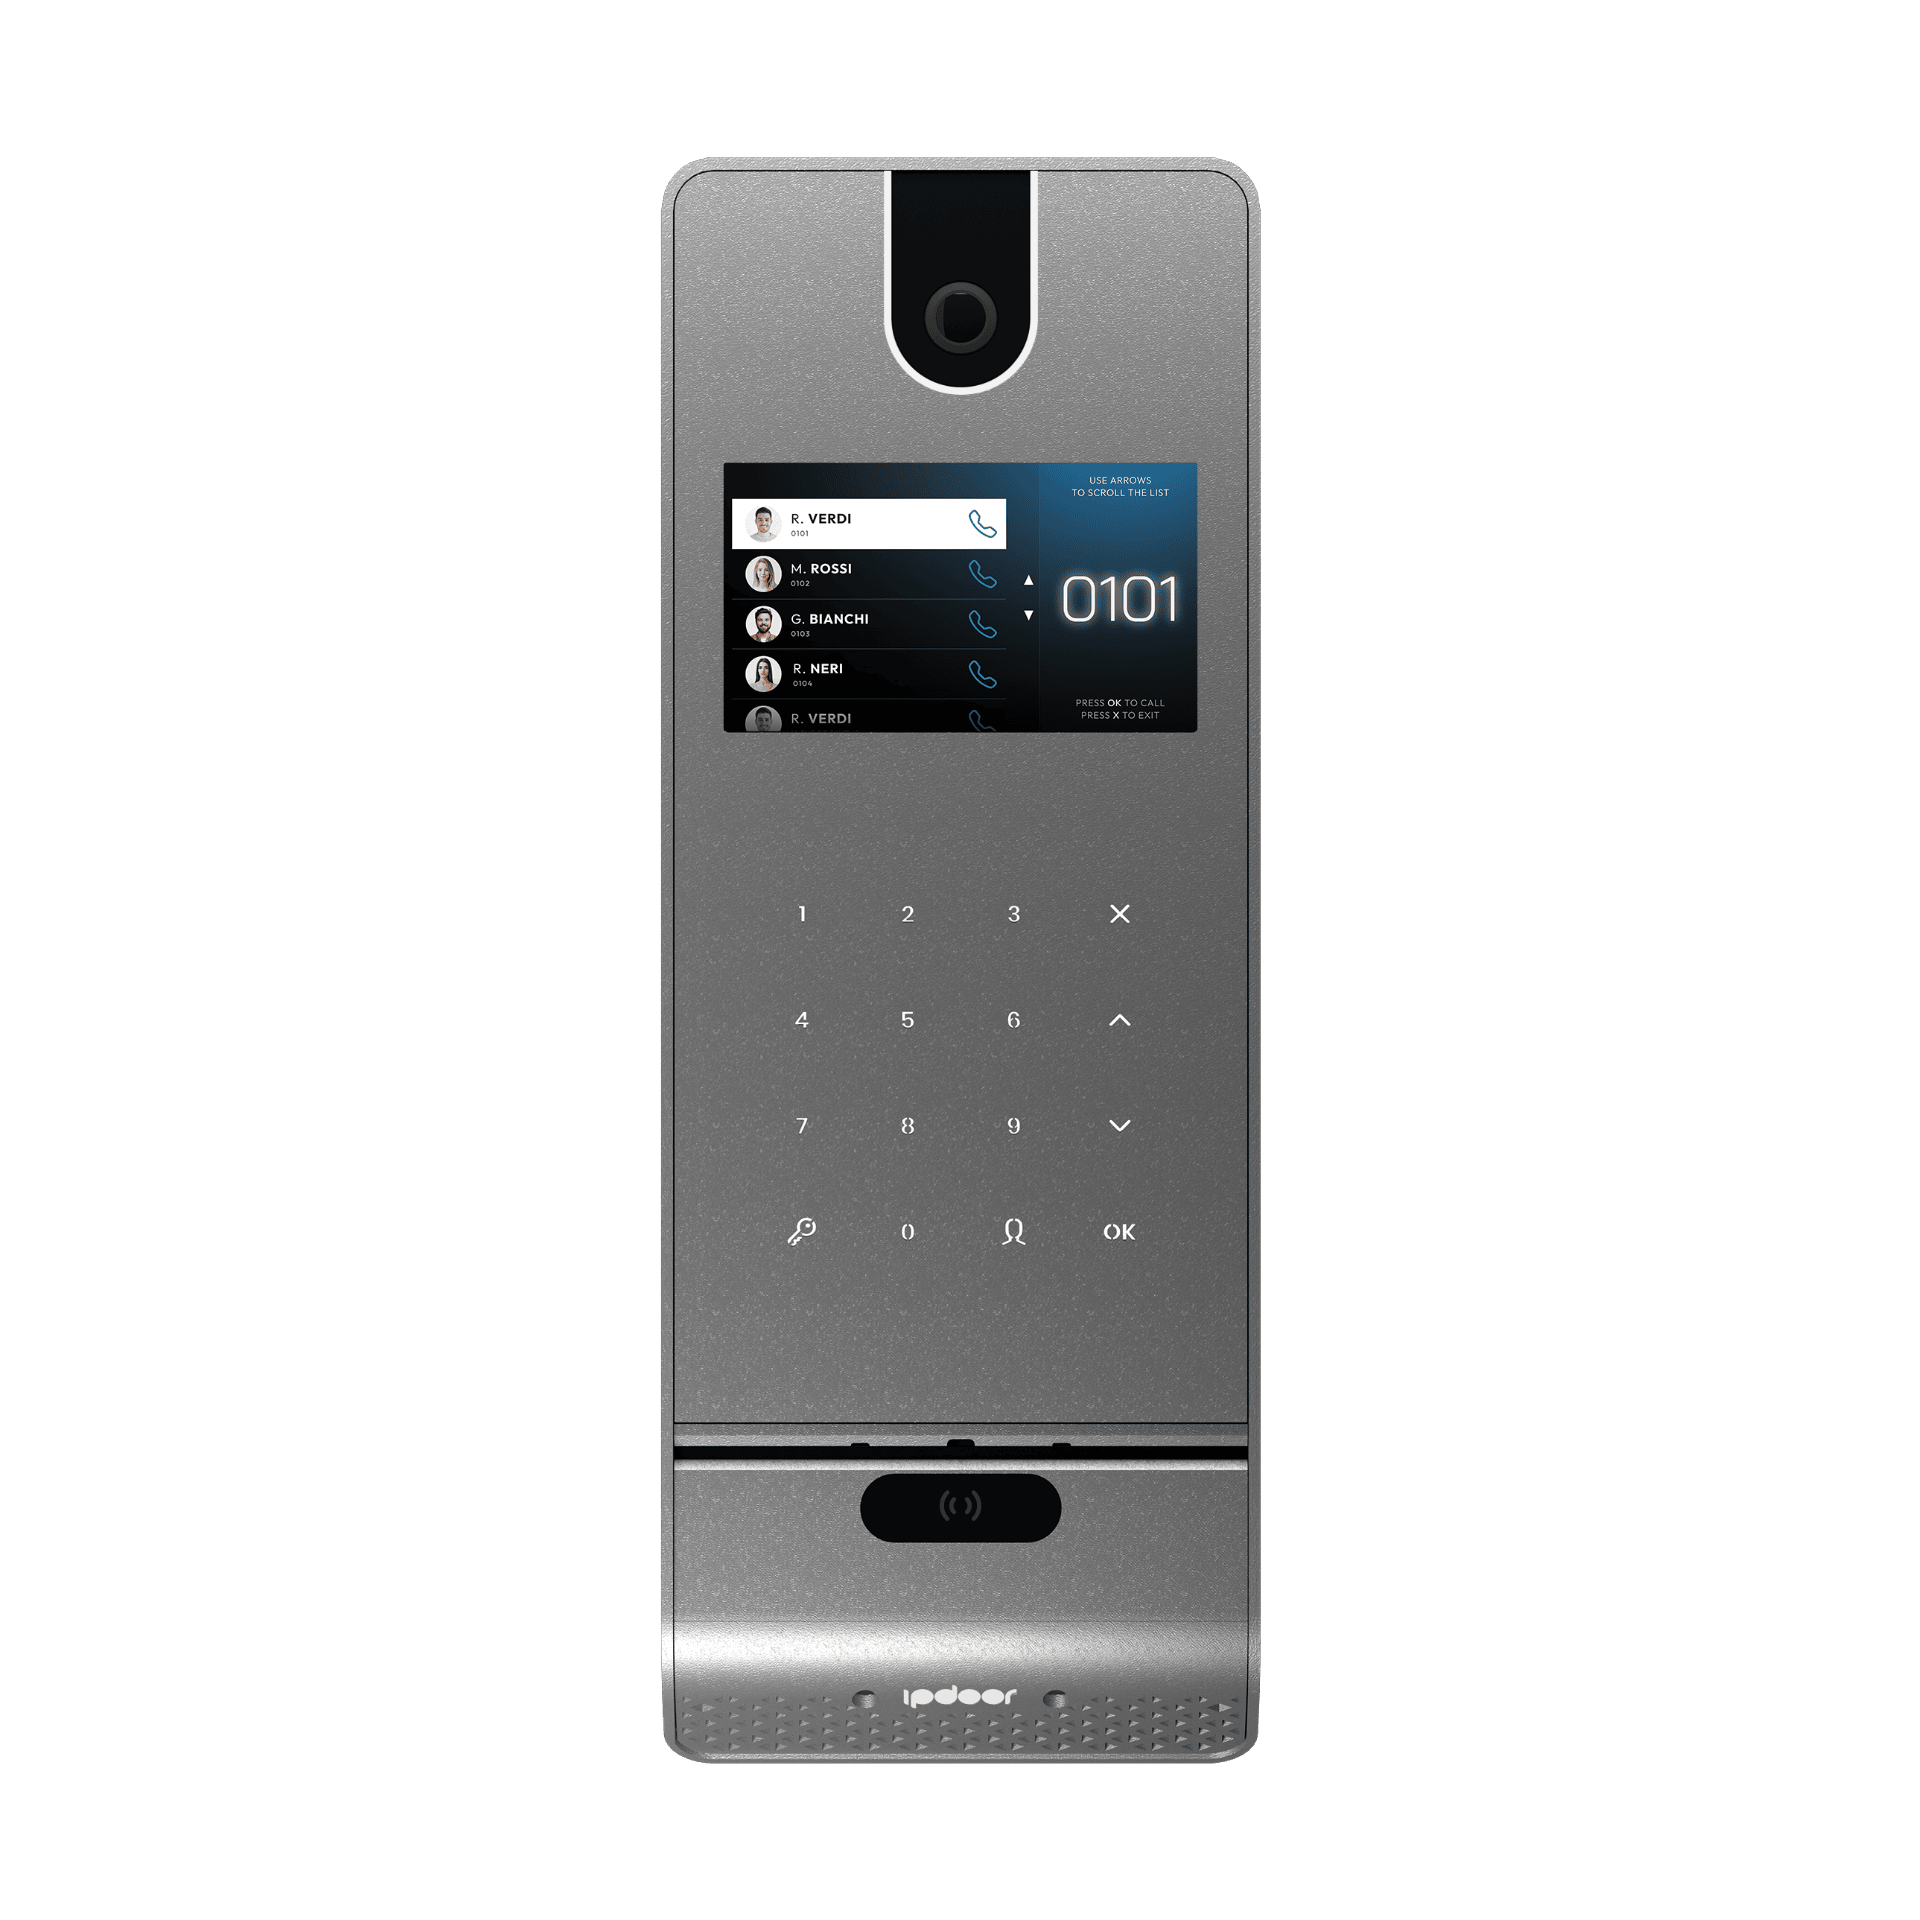 USE ARROWS
TO SCROLL THE LIST
R. VERDI
0101
M. ROSSI
0102
G. BIANCHI
0103
R. NERI
0104
R. VERDI
0101
PRESS OK TO CALL
PRESS X TO EXIT
1 2 3 X
4 5 6
7 8 9
0 OK
ipdoor